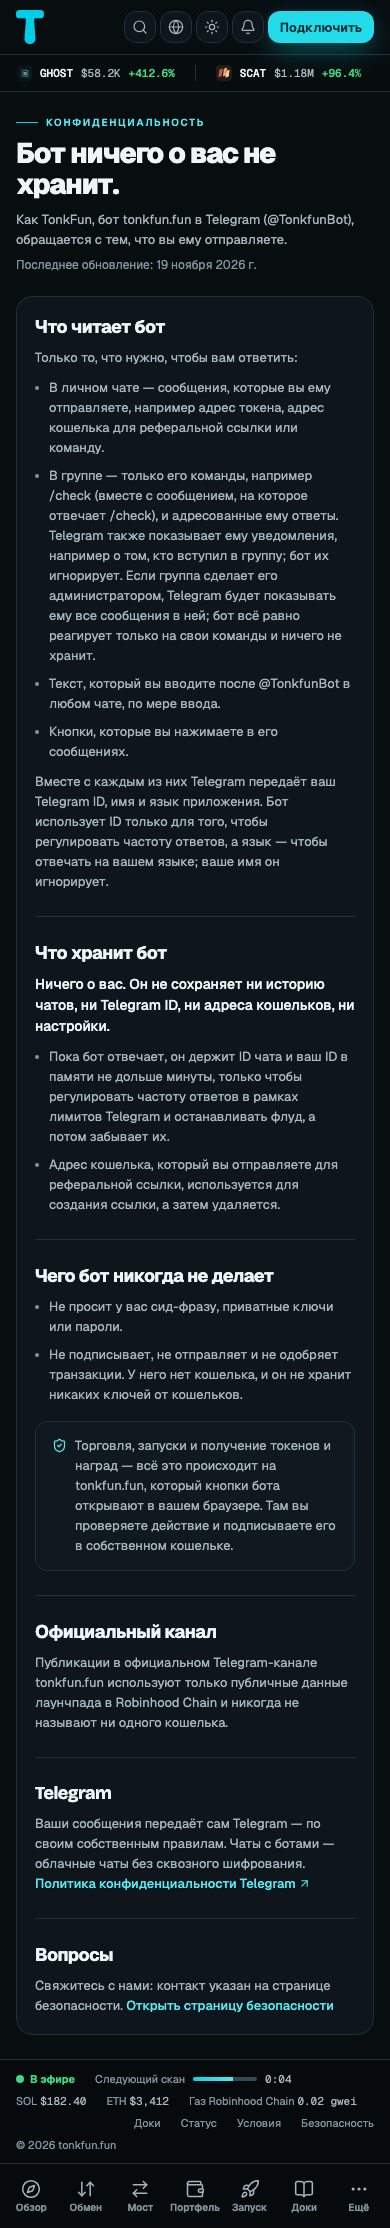 T
Подключить
GHOST $58.2K +412.6% SCAT $1.18M +96.4%
КОНФИДЕНЦИАЛЬНОСТЬ
Бот ничего о вас не
хранит.
Как TonkFun, бот tonkfun.fun в Telegram (@TonkfunBot),
обращается с тем, что вы ему отправляете.
Последнее обновление: 19 ноября 2026 г.
Что читает бот
Только то, что нужно, чтобы вам ответить:
• В личном чате — сообщения, которые вы ему
отправляете, например адрес токена, адрес
кошелька для реферальной ссылки или
команду.
• В группе — только его команды, например
/check (вместе с сообщением, на которое
отвечает /check), и адресованные ему ответы.
Telegram также показывает ему уведомления,
например о том, кто вступил в группу; бот их
игнорирует. Если группа сделает его
администратором, Telegram будет показывать
ему все сообщения в ней; бот всё равно
реагирует только на свои команды и ничего не
хранит.
• Текст, который вы вводите после @TonkfunBot в
любом чате, по мере ввода.
• Кнопки, которые вы нажимаете в его
сообщениях.
Вместе с каждым из них Telegram передаёт ваш
Telegram ID, имя и язык приложения. Бот
использует ID только для того, чтобы
регулировать частоту ответов, а язык — чтобы
отвечать на вашем языке; ваше имя он
игнорирует.
Что хранит бот
Ничего о вас. Он не сохраняет ни историю
чатов, ни Telegram ID, ни адреса кошельков, ни
настройки.
• Пока бот отвечает, он держит ID чата и ваш ID в
памяти не дольше минуты, только чтобы
регулировать частоту ответов в рамках
лимитов Telegram и останавливать флуд, а
потом забывает их.
• Адрес кошелька, который вы отправляете для
реферальной ссылки, используется для
создания ссылки, а затем удаляется.
Чего бот никогда не делает
• Не просит у вас сид-фразу, приватные ключи
или пароли.
• Не подписывает, не отправляет и не одобряет
транзакции. У него нет кошелька, и он не хранит
никаких ключей от кошельков.
Торговля, запуски и получение токенов и
наград — всё это происходит на
tonkfun.fun, который кнопки бота
открывают в вашем браузере. Там вы
проверяете действие и подписываете его
в собственном кошельке.
Официальный канал
Публикации в официальном Telegram-канале
tonkfun.fun используют только публичные данные
лаунчпада в Robinhood Chain и никогда не
называют ни одного кошелька.
Telegram
Ваши сообщения передаёт сам Telegram — по
своим собственным правилам. Чаты с ботами —
облачные чаты без сквозного шифрования.
Политика конфиденциальности Telegram ↗
Вопросы
Свяжитесь с нами: контакт указан на странице
безопасности. Открыть страницу безопасности
В эфире Следующий скан 0:04
SOL $182.40 ETH $3,412 Газ Robinhood Chain 0.02 gwei
Доки Статус Условия Безопасность
© 2026 tonkfun.fun
Обзор Обмен Мост Портфель Запуск Доки Ещё